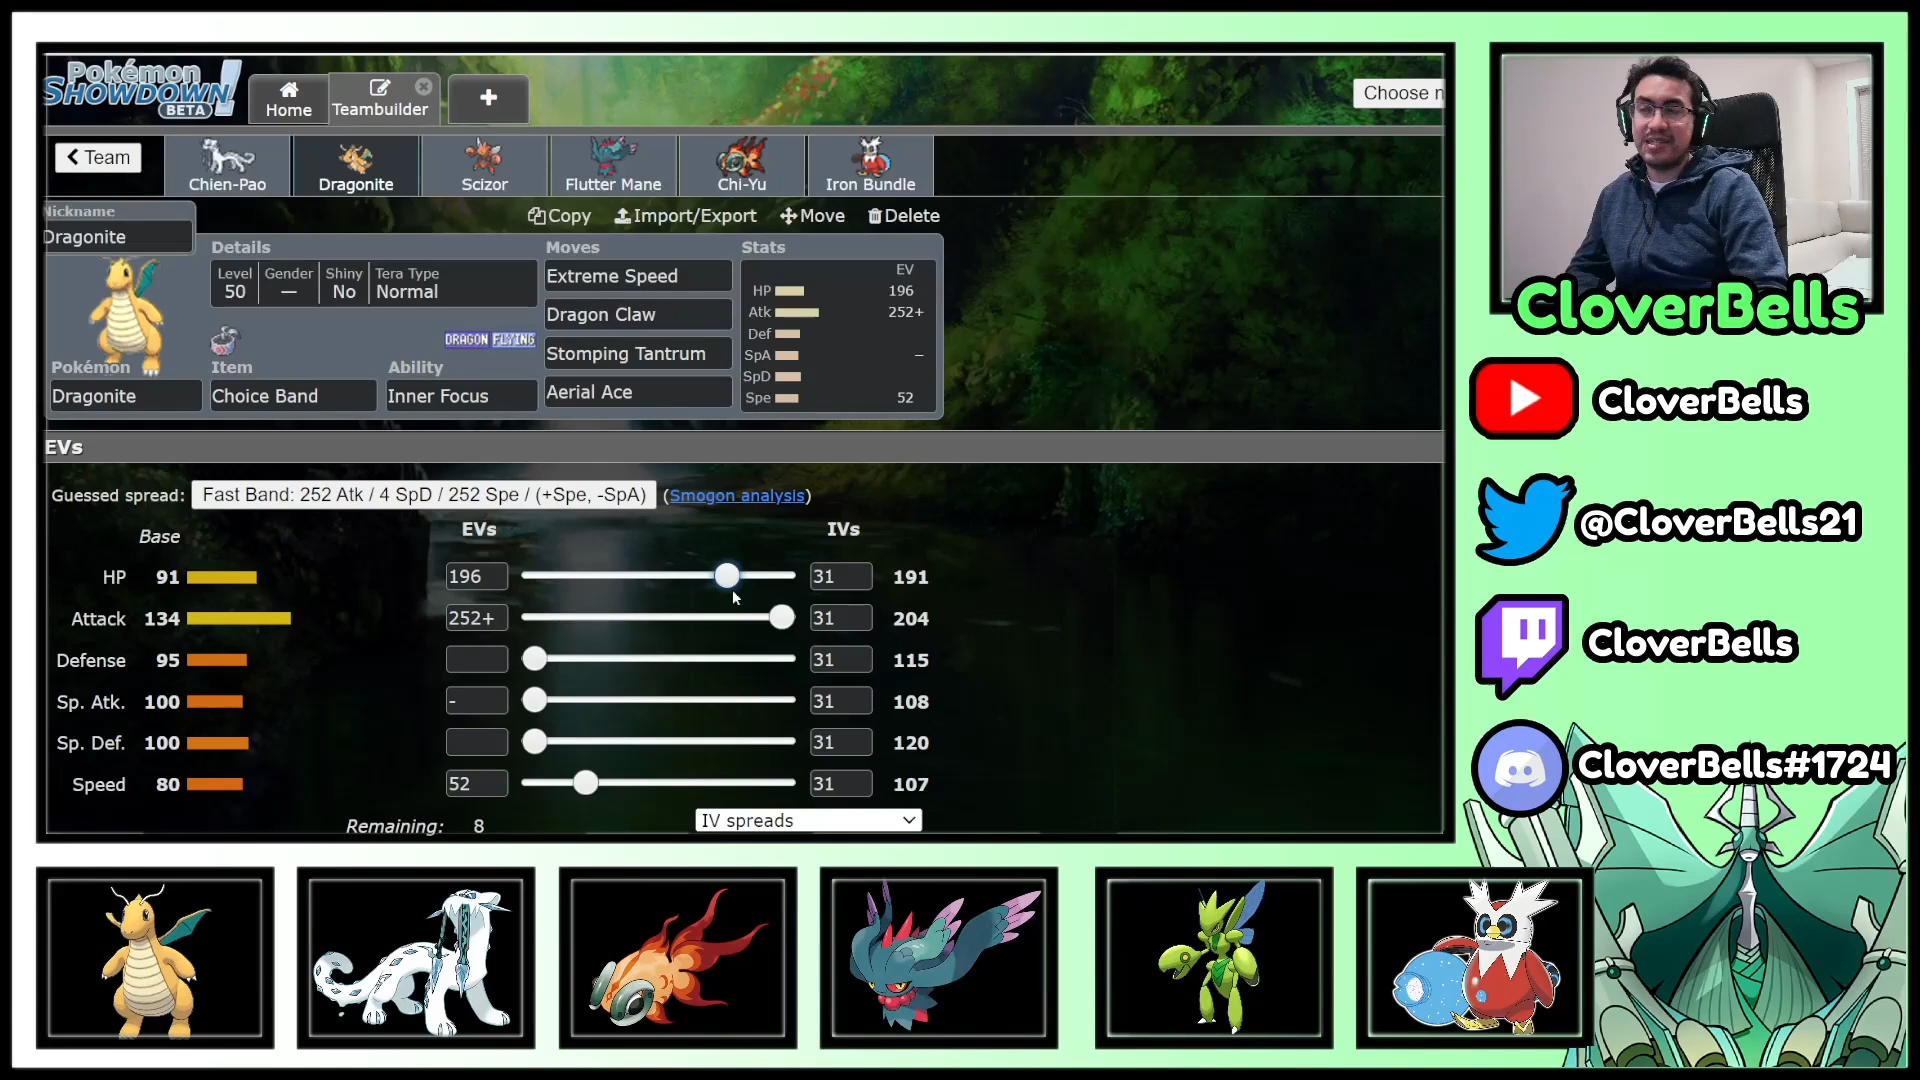 Pokémon
SHOWDOWN!
BETA
Home
Teambuilder
+
Choose n
Team
Chien-Pao
Dragonite
Scizor
Flutter Mane
Chi-Yu
Iron Bundle
Copy
Import/Export
Move
Delete
Nickname
Dragonite
Details
Level
50
Gender
—
Shiny
No
Tera Type
Normal
DRAGON FLYING
Pokémon
Dragonite
Item
Choice Band
Ability
Inner Focus
Moves
Extreme Speed
Dragon Claw
Stomping Tantrum
Aerial Ace
Stats
EV
HP 196
Atk 252+
Def
SpA –
SpD
Spe 52
EVs
Guessed spread: Fast Band: 252 Atk / 4 SpD / 252 Spe / (+Spe, -SpA) (Smogon analysis)
Base EVs IVs
HP 91 196 31 191
Attack 134 252+ 31 204
Defense 95 31 115
Sp. Atk. 100 - 31 108
Sp. Def. 100 31 120
Speed 80 52 31 107
Remaining: 8
IV spreads
CloverBells
CloverBells
@CloverBells21
CloverBells
CloverBells#1724